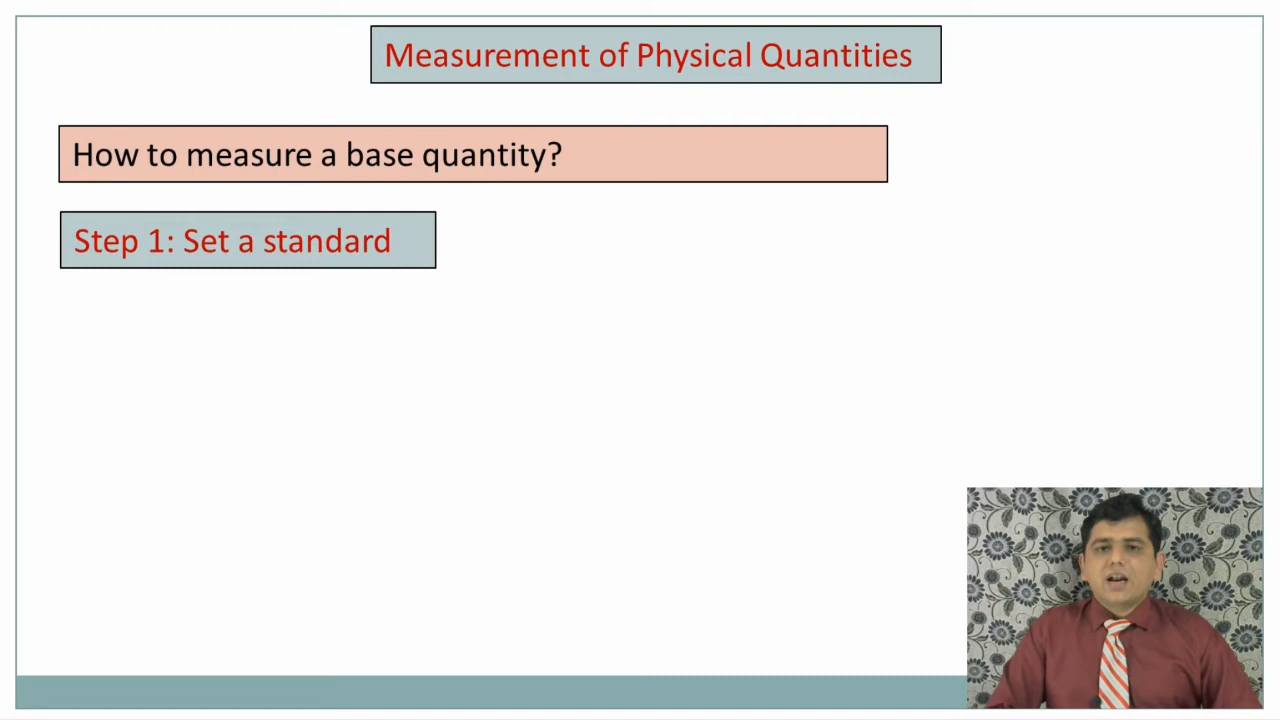 Measurement of Physical Quantities
How to measure a base quantity?
Step 1: Set a standard